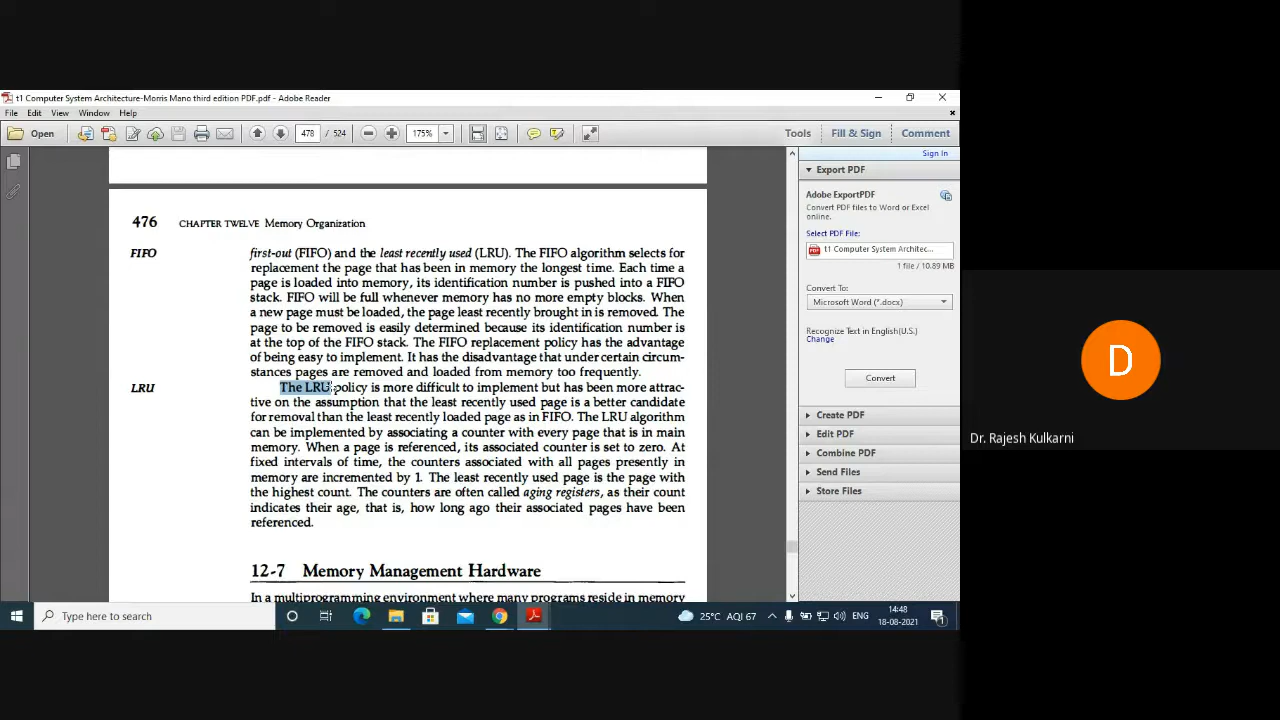 t1 Computer System Architecture-Morris Mano third edition PDF.pdf - Adobe Reader
File Edit View Window Help
Open 478 / 524 175% Tools Fill & Sign Comment
Sign In
Export PDF
Adobe ExportPDF
Convert PDF files to Word or Excel
online.
Select PDF File:
t1 Computer System Architec...
1 file / 10.89 MB
Convert To:
Microsoft Word (*.docx)
Recognize Text in English(U.S.)
Change
Convert
Create PDF
Edit PDF
Combine PDF
Send Files
Store Files
476 CHAPTER TWELVE Memory Organization
FIFO
first-out (FIFO) and the least recently used (LRU). The FIFO algorithm selects for
replacement the page that has been in memory the longest time. Each time a
page is loaded into memory, its identification number is pushed into a FIFO
stack. FIFO will be full whenever memory has no more empty blocks. When
a new page must be loaded, the page least recently brought in is removed. The
page to be removed is easily determined because its identification number is
at the top of the FIFO stack. The FIFO replacement policy has the advantage
of being easy to implement. It has the disadvantage that under certain circum-
stances pages are removed and loaded from memory too frequently.
LRU
The LRU policy is more difficult to implement but has been more attrac-
tive on the assumption that the least recently used page is a better candidate
for removal than the least recently loaded page as in FIFO. The LRU algorithm
can be implemented by associating a counter with every page that is in main
memory. When a page is referenced, its associated counter is set to zero. At
fixed intervals of time, the counters associated with all pages presently in
memory are incremented by 1. The least recently used page is the page with
the highest count. The counters are often called aging registers, as their count
indicates their age, that is, how long ago their associated pages have been
referenced.
12-7 Memory Management Hardware
In a multiprogramming environment where many programs reside in memory
Type here to search
25°C AQI 67 ENG
14:48
18-08-2021
1
D
Dr. Rajesh Kulkarni